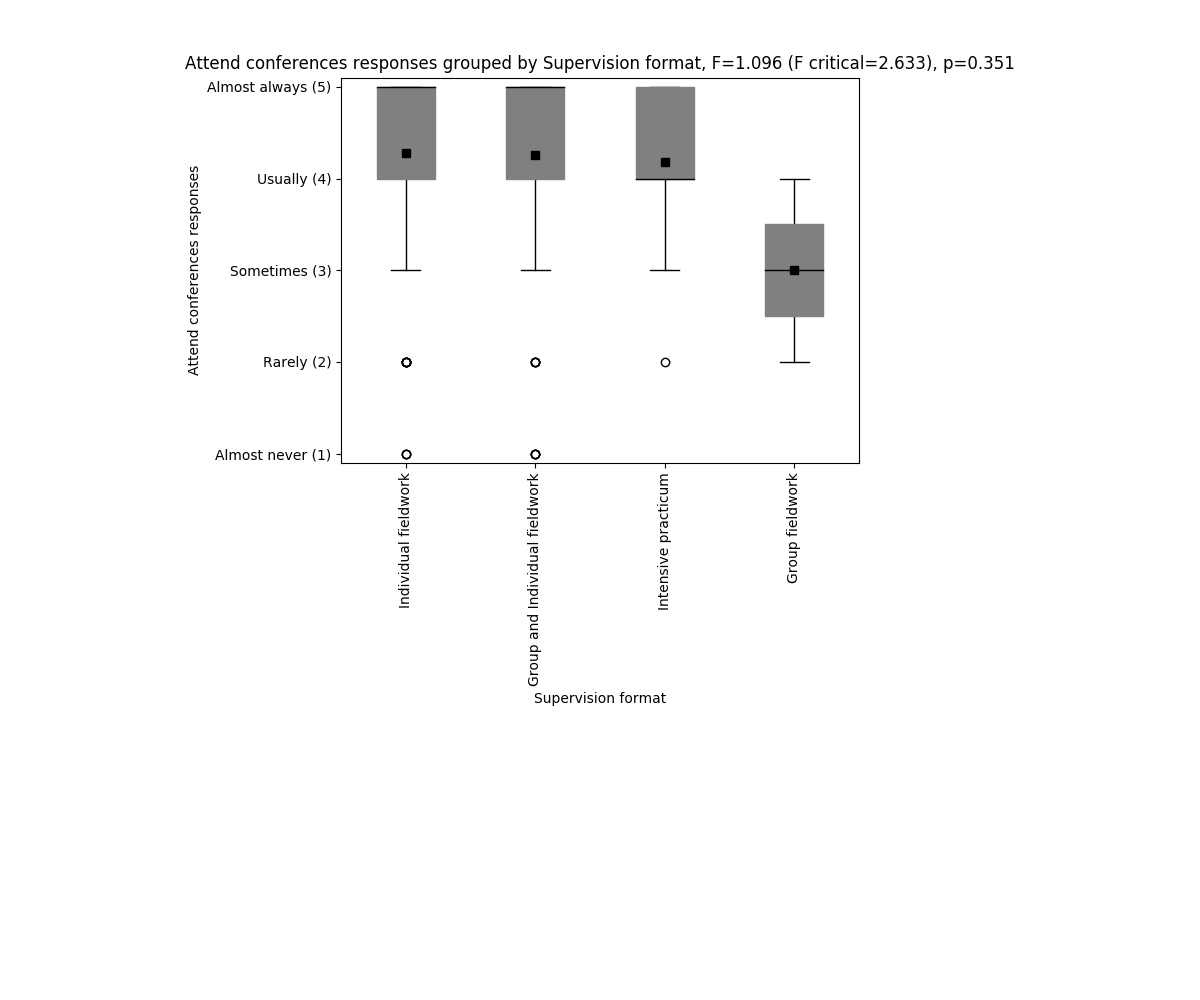 Attend conferences responses grouped by Supervision format, F=1.096 (F critical=2.633), p=0.351
Almost always (5)
Usually (4)
Sometimes (3)
Rarely (2)
Almost never (1)
Attend conferences responses
Individual fieldwork
Group and Individual fieldwork
Intensive practicum
Group fieldwork
Supervision format